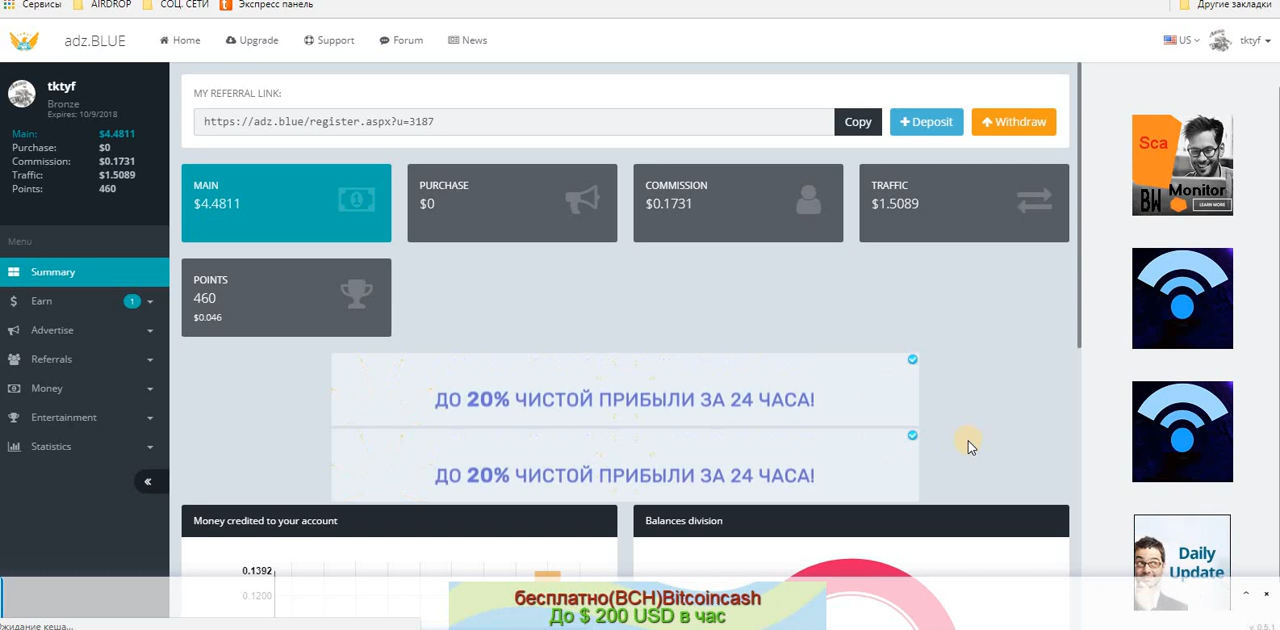 Сервисы AIRDROP СОЦ. СЕТИ Экспресс панель Другие закладки
adz.BLUE Home Upgrade Support Forum News US tktyf
tktyf
Bronze
Expires: 10/9/2018
Main: $4.4811
Purchase: $0
Commission: $0.1731
Traffic: $1.5089
Points: 460
Menu
Summary
Earn 1
Advertise
Referrals
Money
Entertainment
Statistics
MY REFERRAL LINK:
https://adz.blue/register.aspx?u=3187 Copy Deposit Withdraw
MAIN
$4.4811
PURCHASE
$0
COMMISSION
$0.1731
TRAFFIC
$1.5089
POINTS
460
$0.046
ДО 20% ЧИСТОЙ ПРИБЫЛИ ЗА 24 ЧАСА!
ДО 20% ЧИСТОЙ ПРИБЫЛИ ЗА 24 ЧАСА!
Money credited to your account
0.1392
0.1200
Balances division
Sca
Monitor
BW
LEARN MORE
Daily
Update
бесплатно(BCH)Bitcoincash
До $ 200 USD в час
кеша...
v. 0.5.1